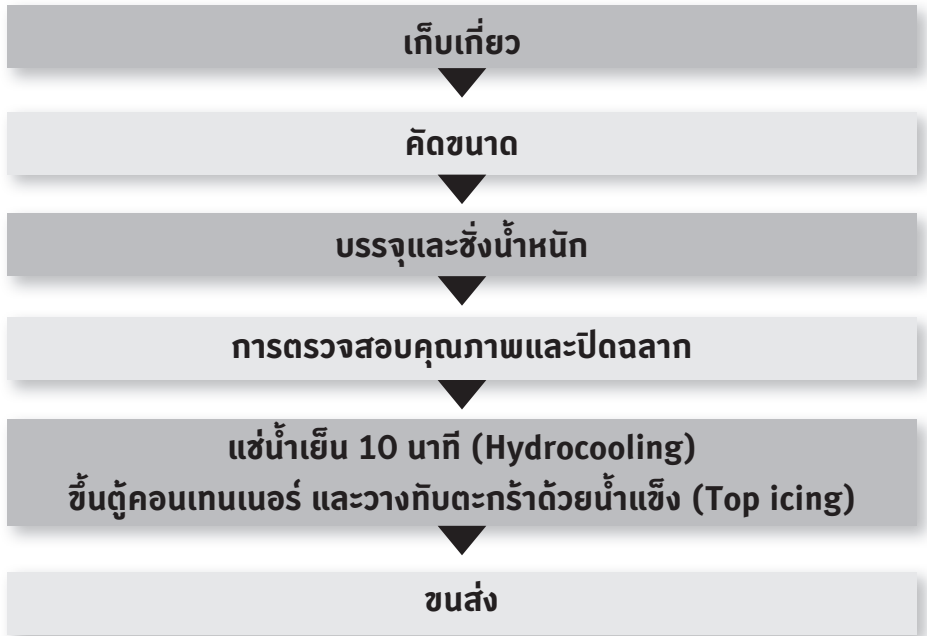 เก็บเกี่ยว
คัดขนาด
บรรจุและชั่งน้ำหนัก
การตรวจสอบคุณภาพและปิดฉลาก
แช่น้ำเย็น 10 นาที (Hydrocooling)
ขึ้นตู้คอนเทนเนอร์ และวางทับตะกร้าด้วยน้ำแข็ง (Top icing)
ขนส่ง